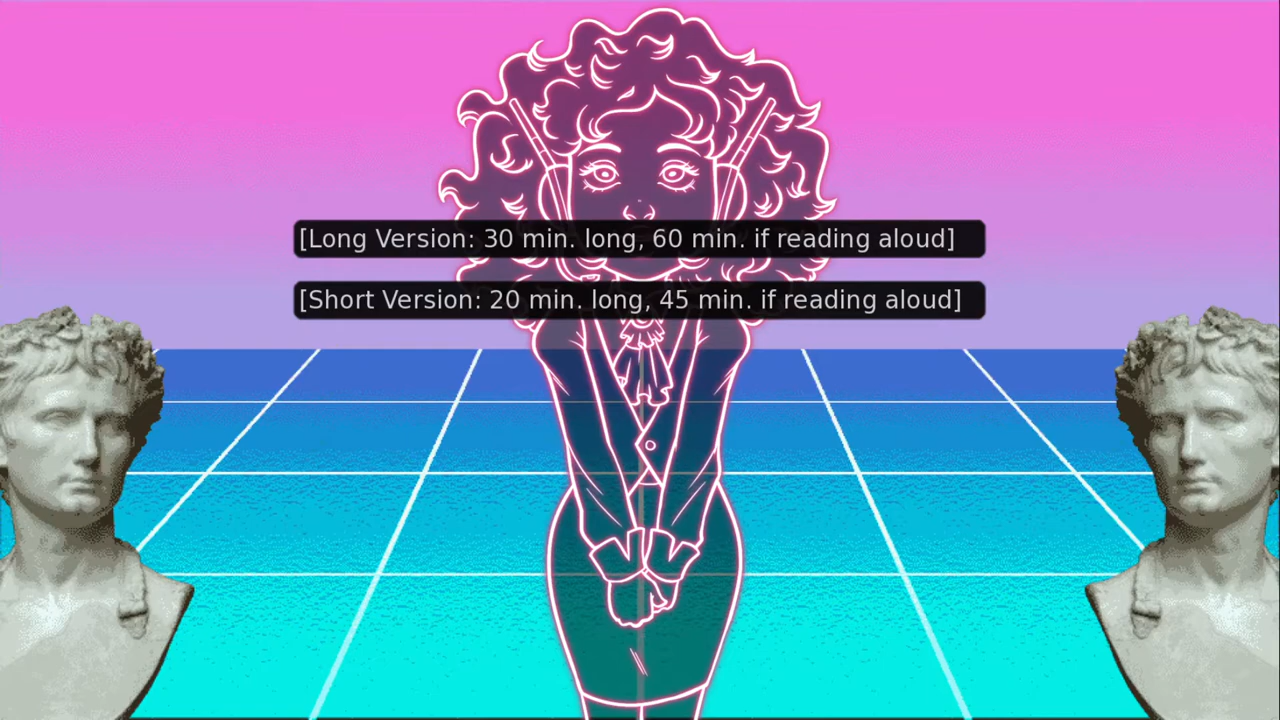 [Long Version: 30 min. long, 60 min. if reading aloud]
[Short Version: 20 min. long, 45 min. if reading aloud]